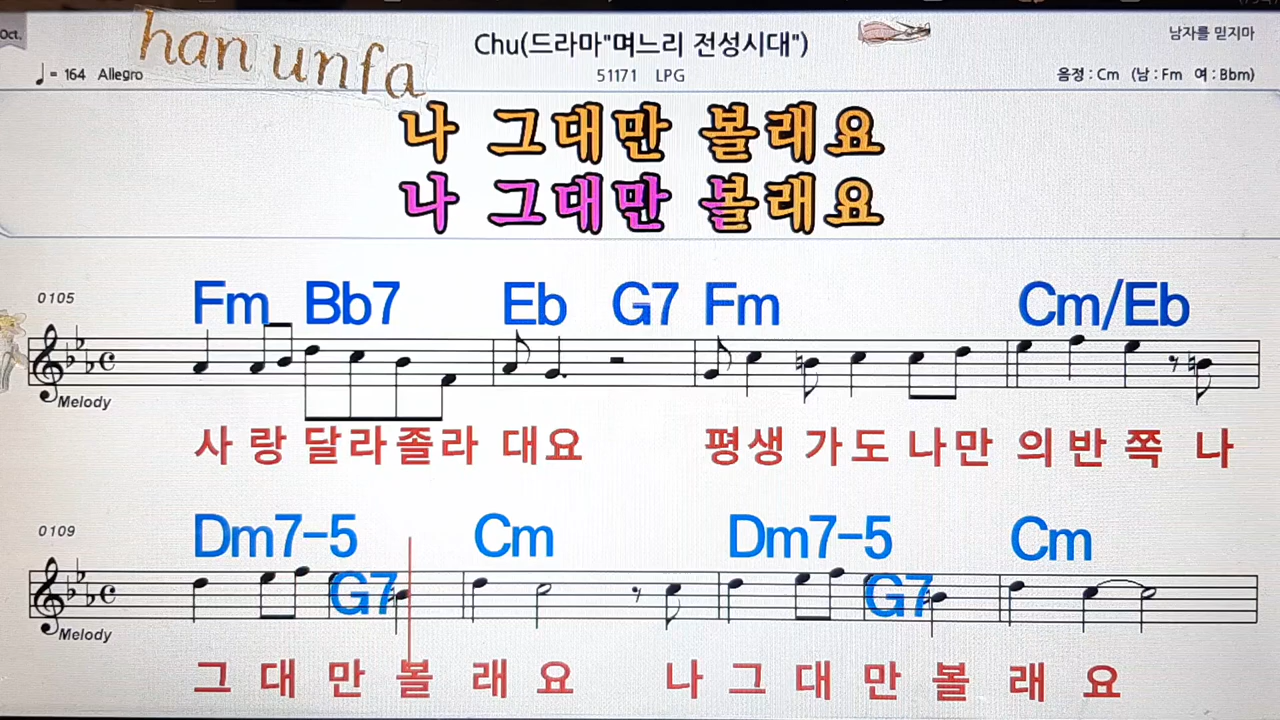 Oct.
han unfa
Chu(드라마"며느리 전성시대")
남자를 믿지마
♩= 164 Allegro
51171 LPG
음정 : Cm (남 : Fm 여 : Bbm)
나 그대만 볼래요
나 그대만 볼래요
0105
Fm Bb7 Eb G7 Fm Cm/Eb
Melody
사 랑 달라졸라 대요 평생 가도 나만 의반 쪽 나
0109
Dm7-5 G7 Cm Dm7-5 G7 Cm
Melody
그 대 만 볼 래 요 나 그 대 만 볼 래 요